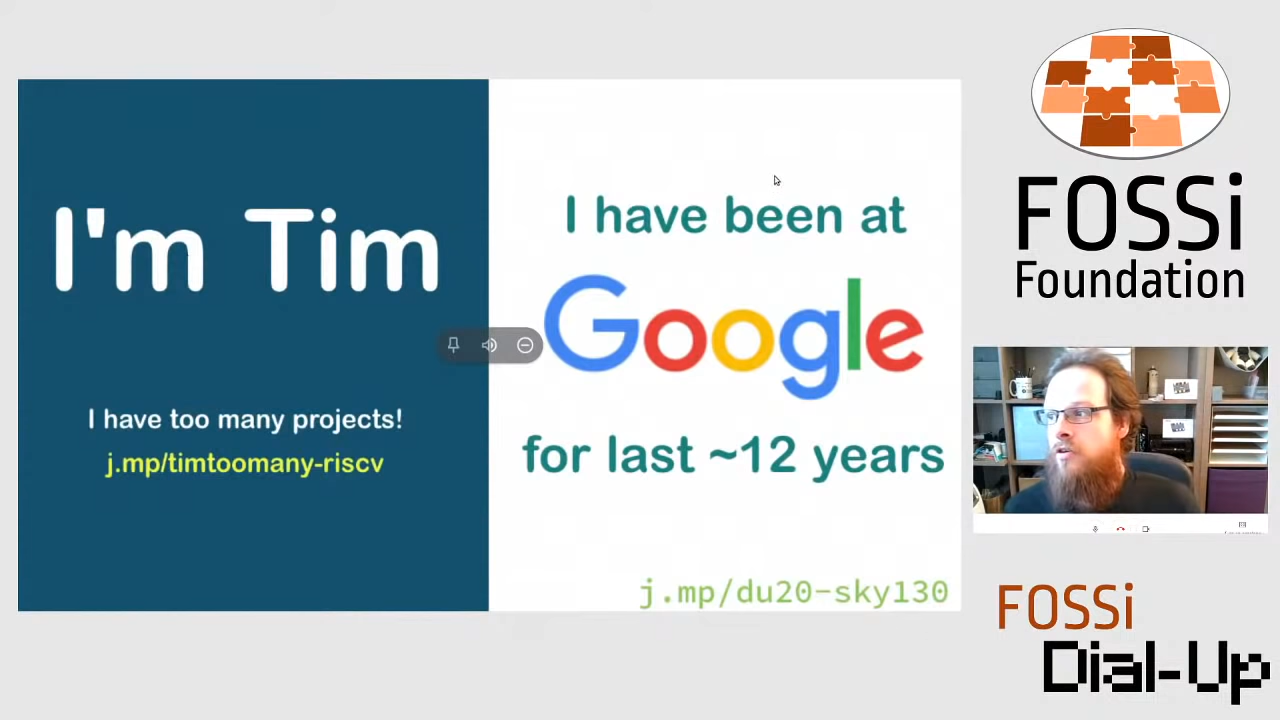 I'm Tim
I have too many projects!
j.mp/timtoomany-riscv
I have been at
Google
for last ~12 years
j.mp/du20-sky130
FOSSi
Foundation
FOSSi
Dial-Up